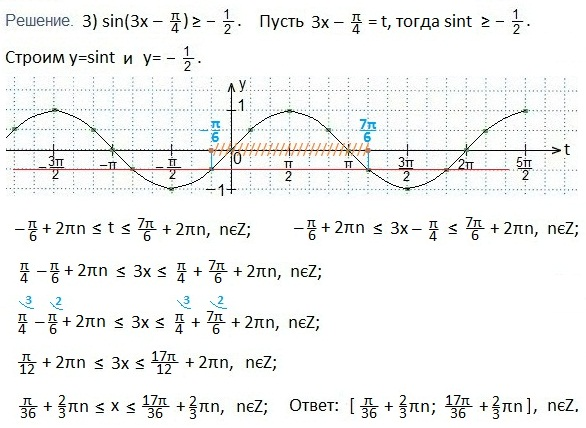 Решение. 3) sin(3x − π/4) ≥ − 1/2. Пусть 3x − π/4 = t, тогда sint ≥ − 1/2.
Строим y=sint и y= − 1/2.
y
1
−π/6
7π/6
−3π/2 −π −π/2 0 π/2 π 3π/2 2π 5π/2 t
−1
−π/6 + 2πn ≤ t ≤ 7π/6 + 2πn, nϵZ; −π/6 + 2πn ≤ 3x− π/4 ≤ 7π/6 + 2πn, nϵZ;
π/4 −π/6 + 2πn ≤ 3x ≤ π/4 + 7π/6 + 2πn, nϵZ;
3 2 3 2
π/4 −π/6 + 2πn ≤ 3x ≤ π/4 + 7π/6 + 2πn, nϵZ;
π/12 + 2πn ≤ 3x ≤ 17π/12 + 2πn, nϵZ;
π/36 + 2/3πn ≤ x ≤ 17π/36 + 2/3πn, nϵZ; Ответ: [ π/36 + 2/3πn; 17π/36 + 2/3πn ], nϵZ.